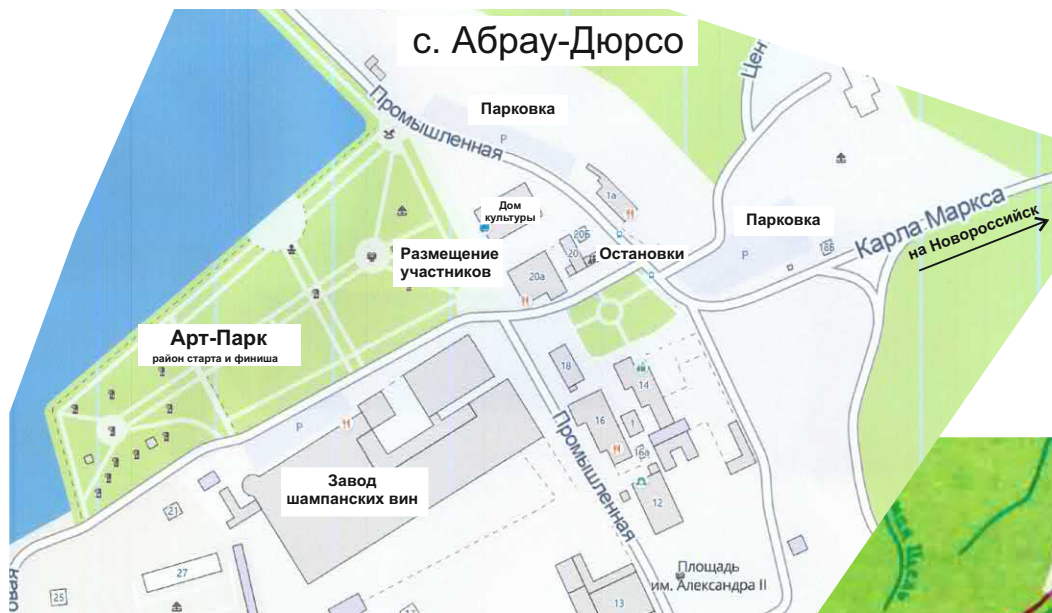 с. Абрау-Дюрсо
Цен
Промышленная
Парковка
P
1а
Дом
культуры
20Б
20
20а
Остановки
Размещение
участников
Парковка
P
18Б
Карла Маркса
на Новороссийск
Арт-Парк
район старта и финиша
P
18
14
16
16а
12
Промышленная
Завод
шампанских вин
21
27
25
овая
13
Площадь
им. Александра II